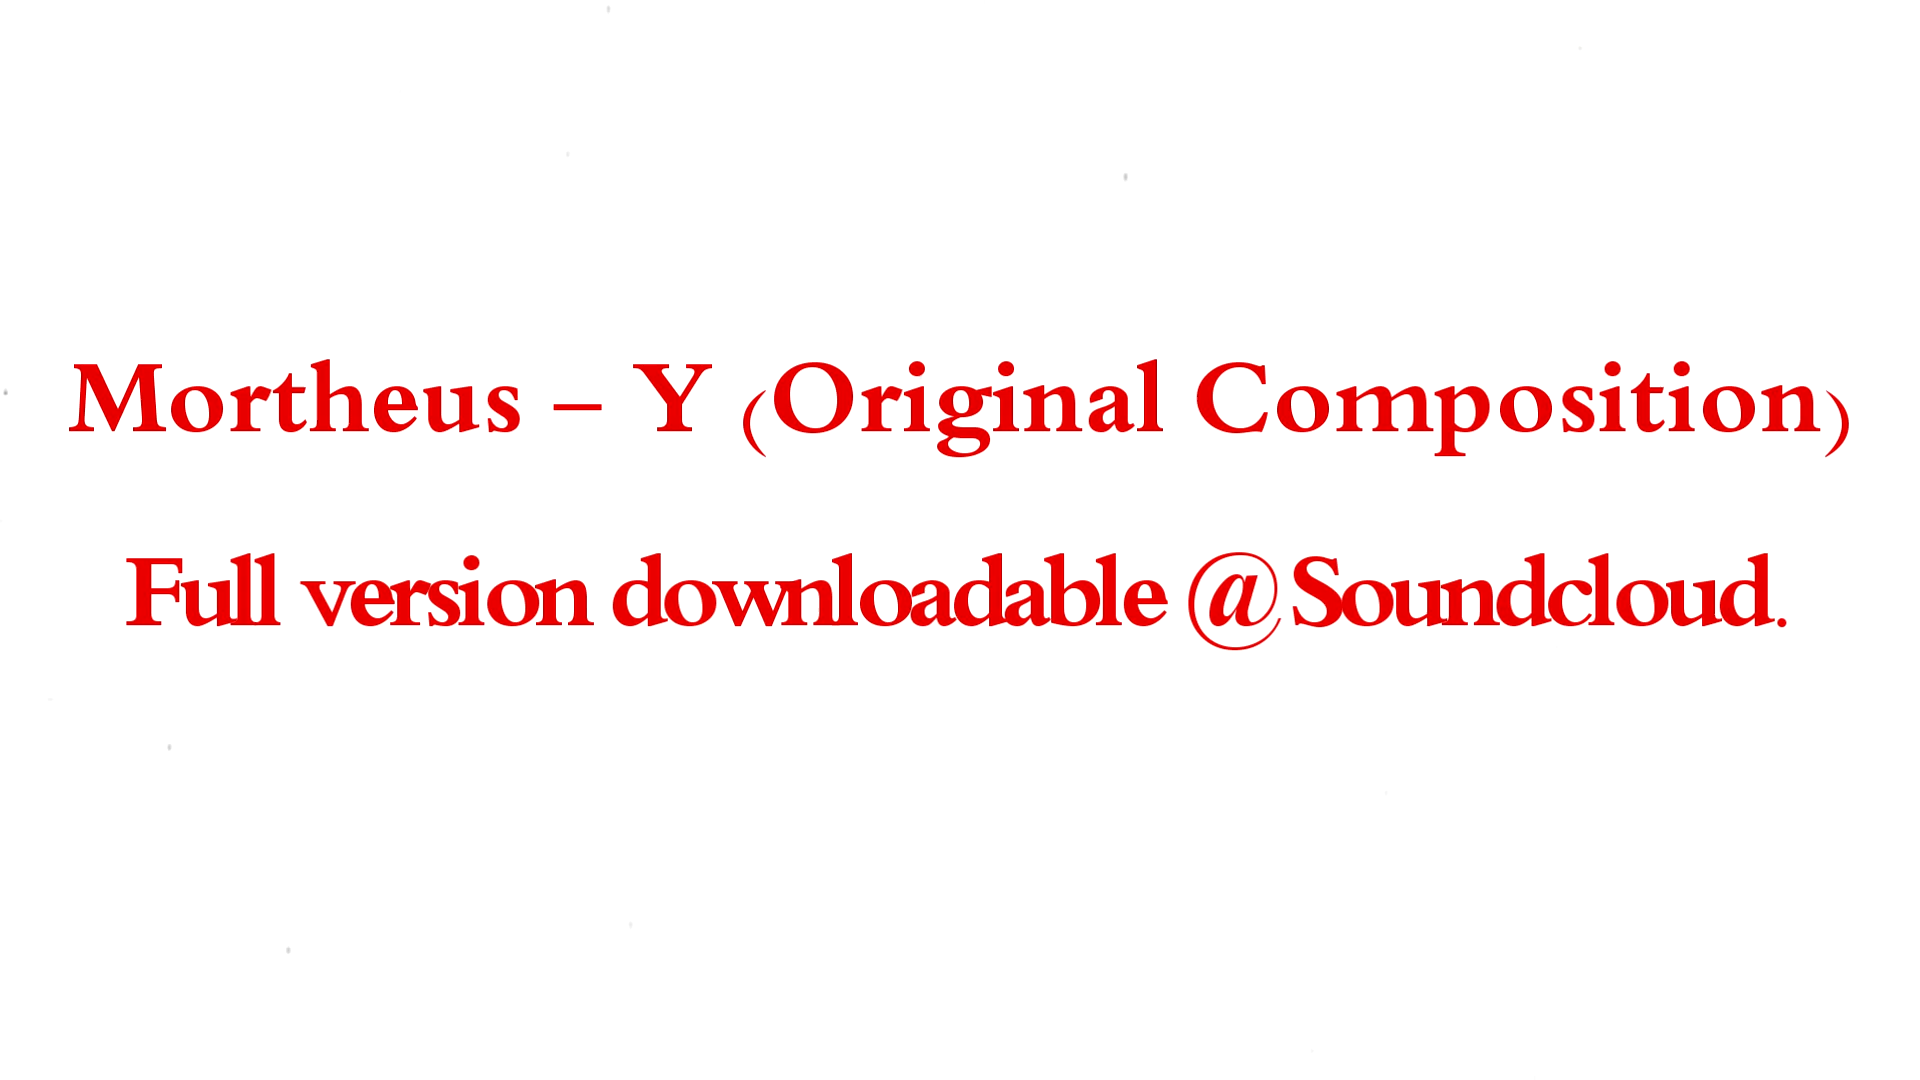 Mortheus – Y (Original Composition)
Full version downloadable @Soundcloud.